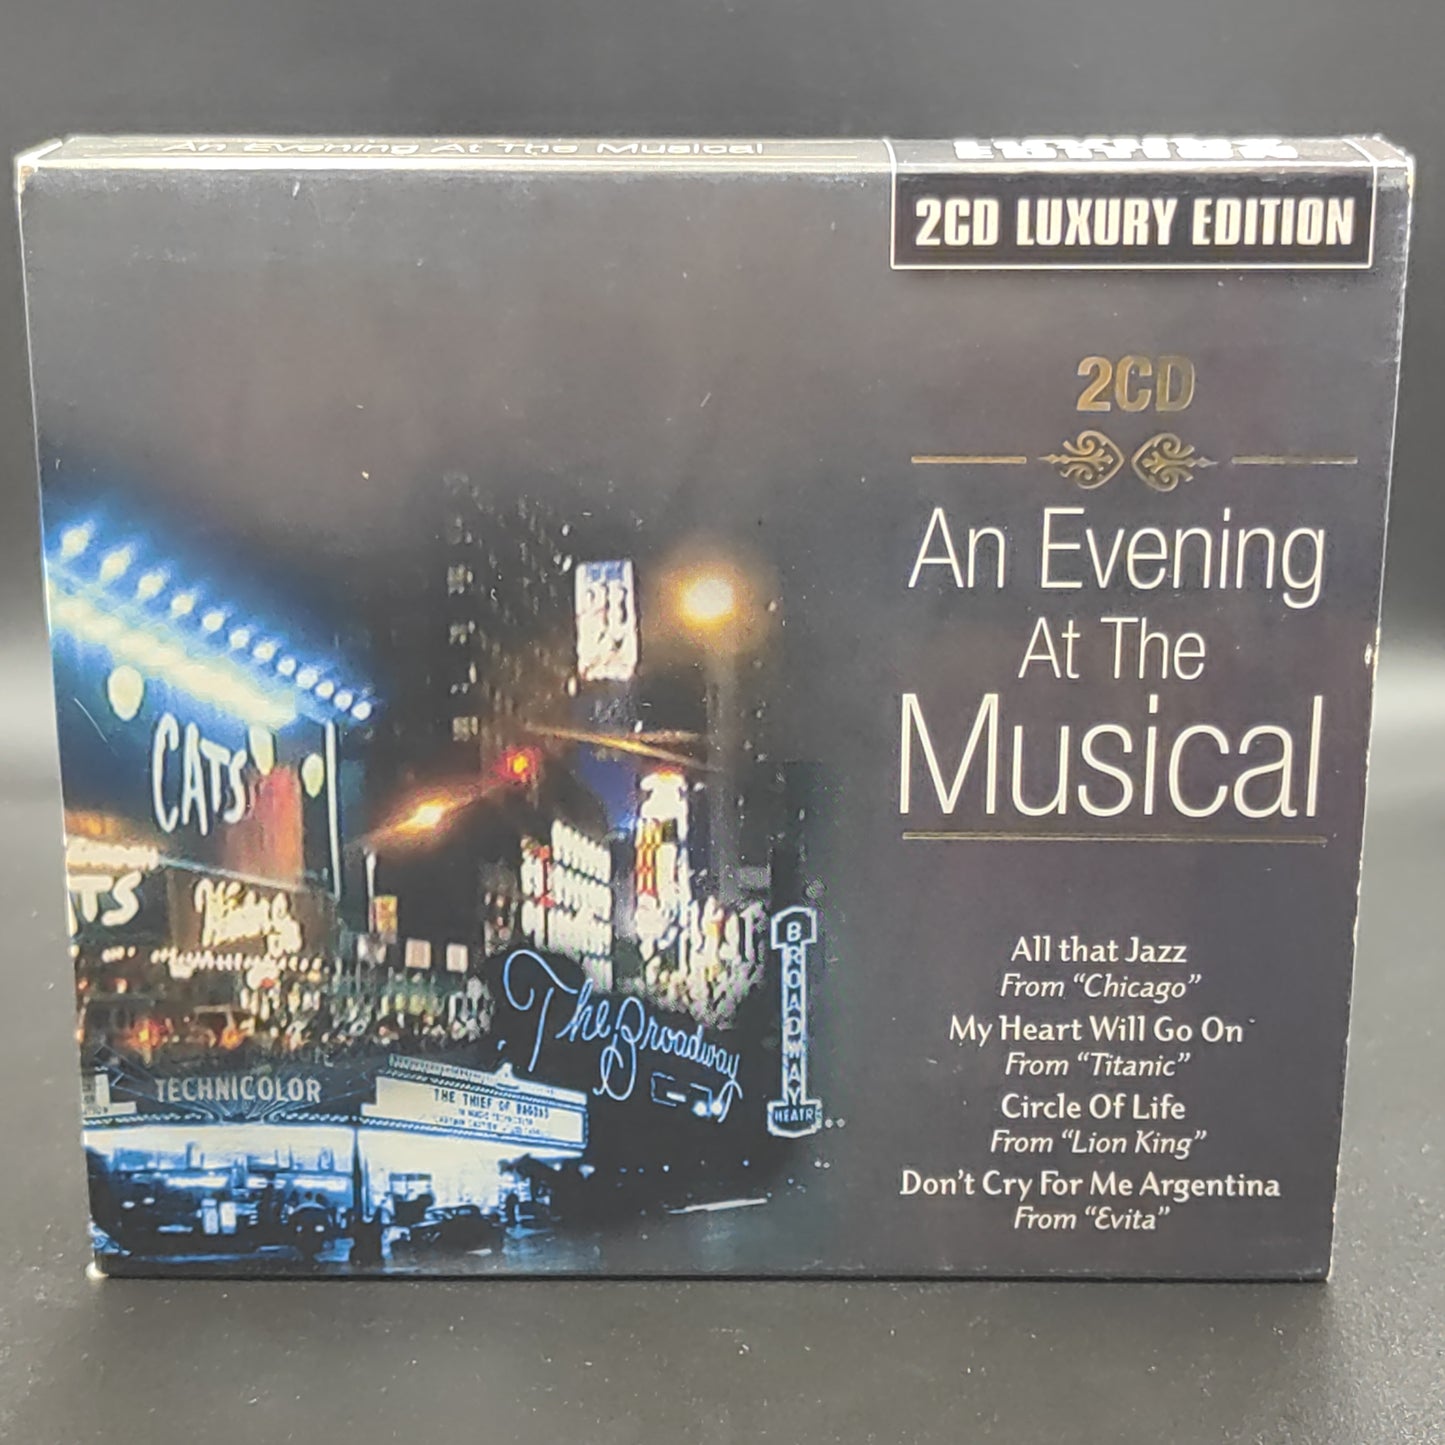 An Evening At The Musical
EDITION
2CD LUXURY EDITION
2CD
An Evening
At The
Musical
All that Jazz
From “Chicago”
My Heart Will Go On
From “Titanic”
Circle Of Life
From “Lion King”
Don't Cry For Me Argentina
From “Evita”
CATS
TS
TECHNICOLOR
THE THIEF OF BAGDAD
The Broadway
BROADWAY